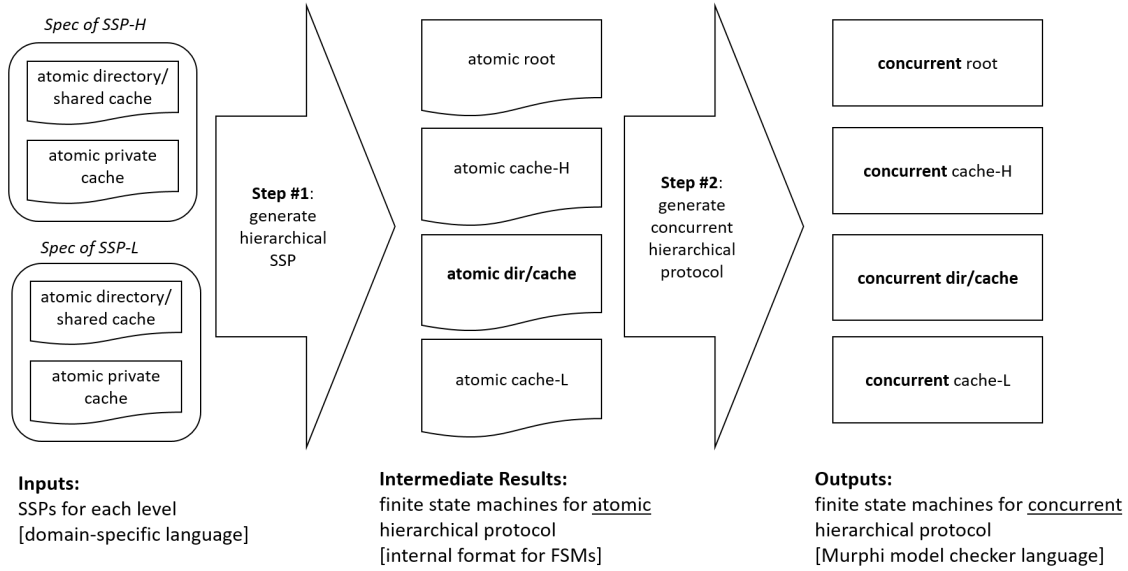 Spec of SSP-H
atomic directory/
shared cache
atomic private
cache
Spec of SSP-L
atomic directory/
shared cache
atomic private
cache
Step #1:
generate
hierarchical
SSP
atomic root
atomic cache-H
atomic dir/cache
atomic cache-L
Step #2:
generate
concurrent
hierarchical
protocol
concurrent root
concurrent cache-H
concurrent dir/cache
concurrent cache-L
Inputs:
SSPs for each level
[domain-specific language]
Intermediate Results:
finite state machines for atomic
hierarchical protocol
[internal format for FSMs]
Outputs:
finite state machines for concurrent
hierarchical protocol
[Murphi model checker language]